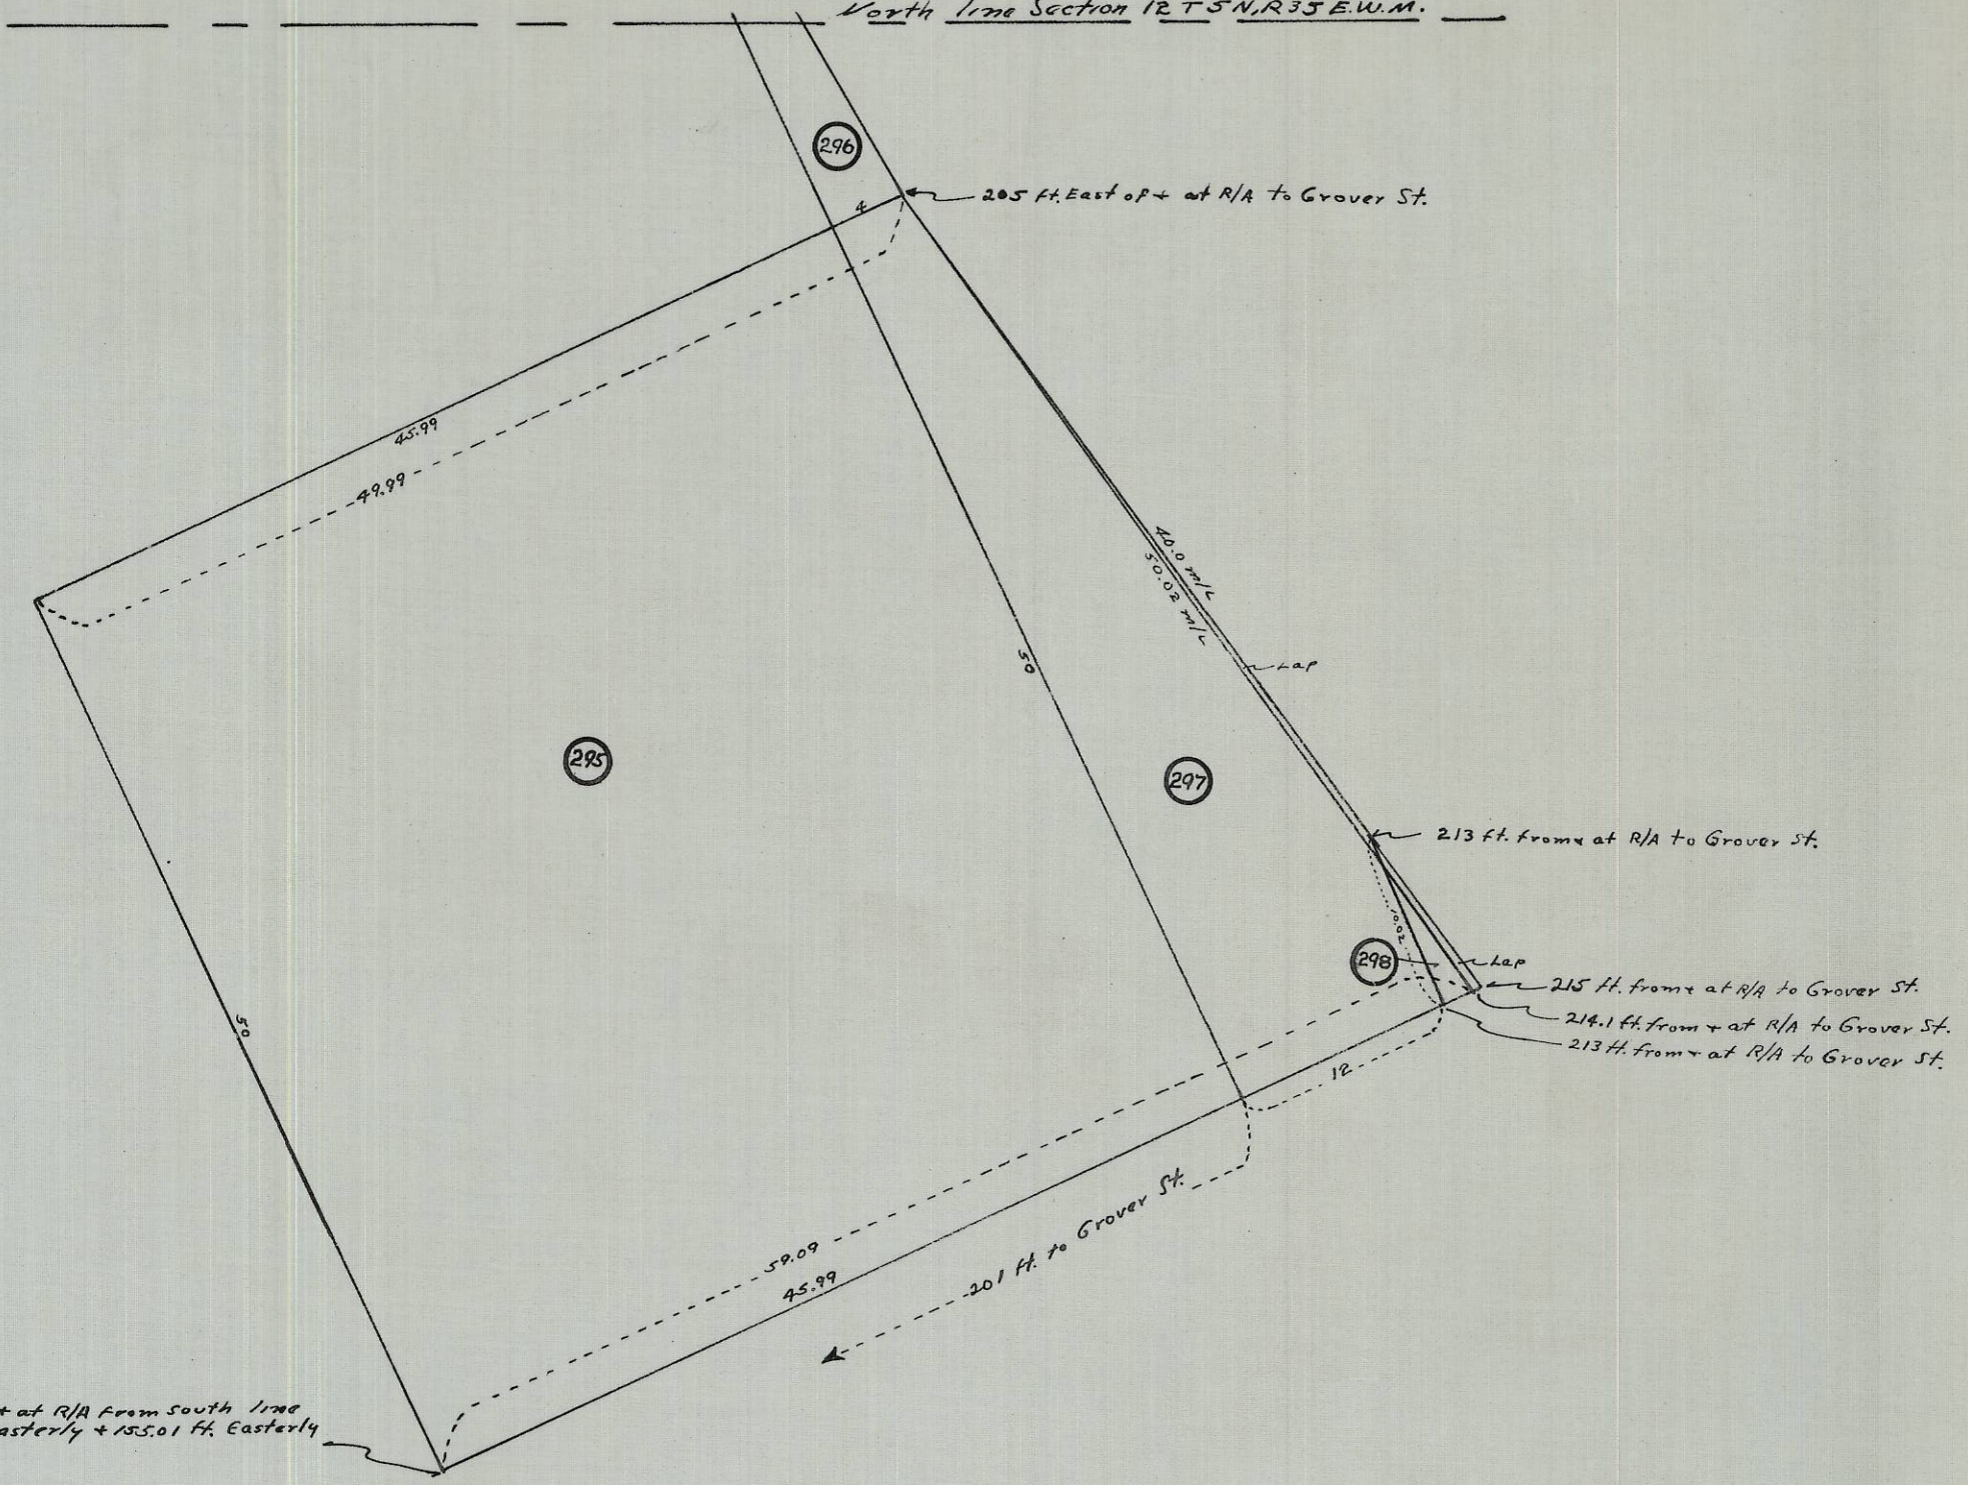 North line Section 12 T 5 N, R 35 E.W.M.
296
4
205 ft. East of + at R/A to Grover St.
45.99
49.99
40.0 m/L
50.02 m/L
50
Lap
295
297
213 ft. from + at R/A to Grover St.
10.02
298
Lap
215 ft. from + at R/A to Grover St.
214.1 ft. from + at R/A to Grover St.
213 ft. from + at R/A to Grover St.
50
12
201 ft. to Grover St.
59.09
45.99
+ at R/A from south line
asterly + 155.01 ft. Easterly